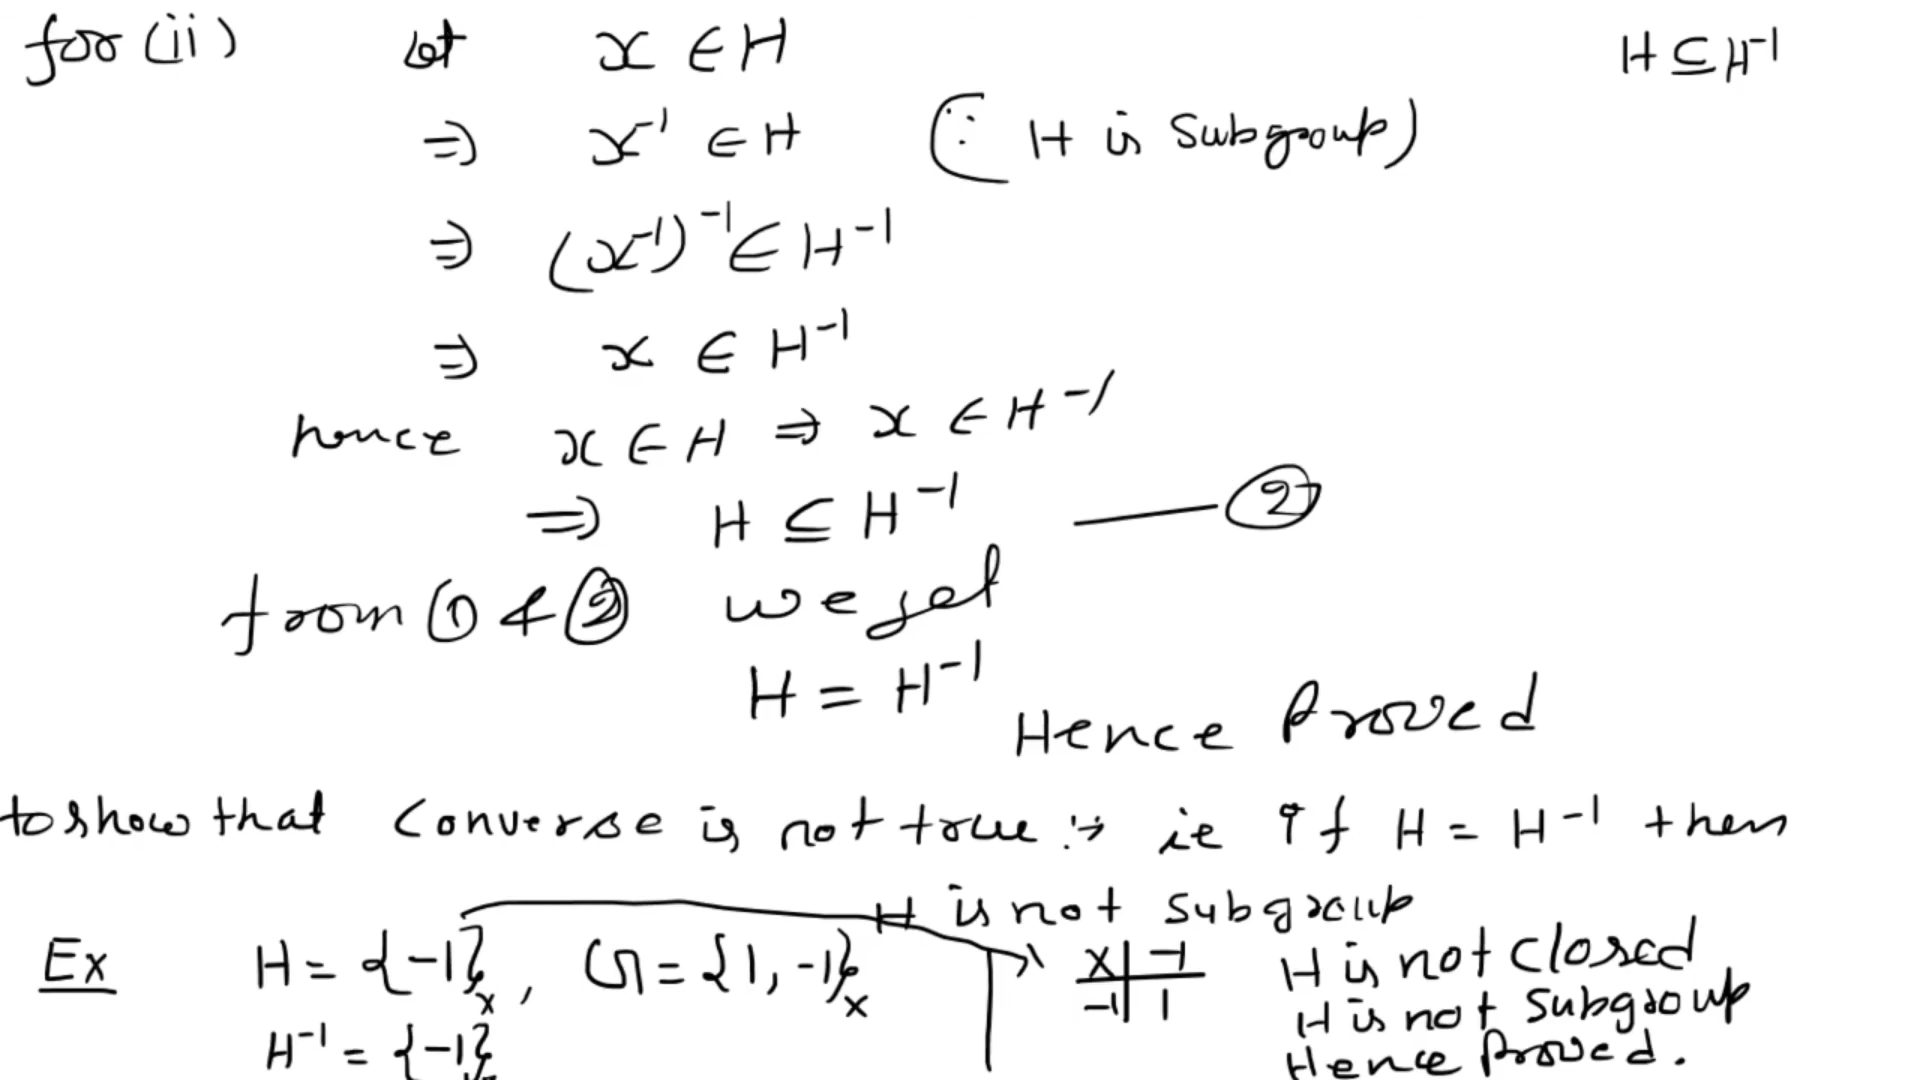 for (ii) let x ∈ H H ⊆ H⁻¹
⇒ x⁻¹ ∈ H (∵ H is Subgroup)
⇒ (x⁻¹)⁻¹ ∈ H⁻¹
⇒ x ∈ H⁻¹
hence x ∈ H ⇒ x ∈ H⁻¹
⇒ H ⊆ H⁻¹ —— ②
from ① & ② we get
H = H⁻¹
Hence Proved
to show that Converse is not true :→ ie if H = H⁻¹ then
H is not subgroup
Ex H = {-1}ₓ, G = {1, -1}ₓ
H⁻¹ = {-1}
x | -1
-1 | 1
H is not closed
H is not subgroup
Hence Proved.